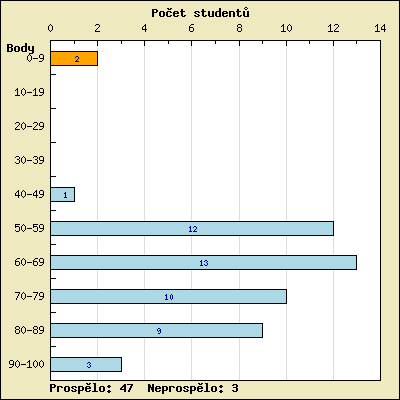 Počet studentů
0 2 4 6 8 10 12 14
Body
0-9 2
10-19
20-29
30-39
40-49 1
50-59 12
60-69 13
70-79 10
80-89 9
90-100 3
Prospělo: 47 Neprospělo: 3